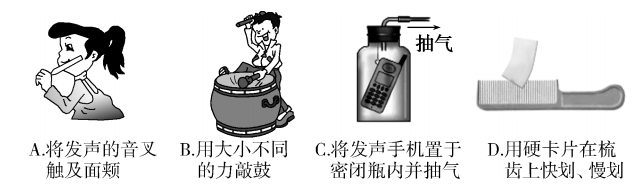 抽气
A.将发声的音叉
触及面颊
B.用大小不同
的力敲鼓
C.将发声手机置于
密闭瓶内并抽气
D.用硬卡片在梳
齿上快划、慢划